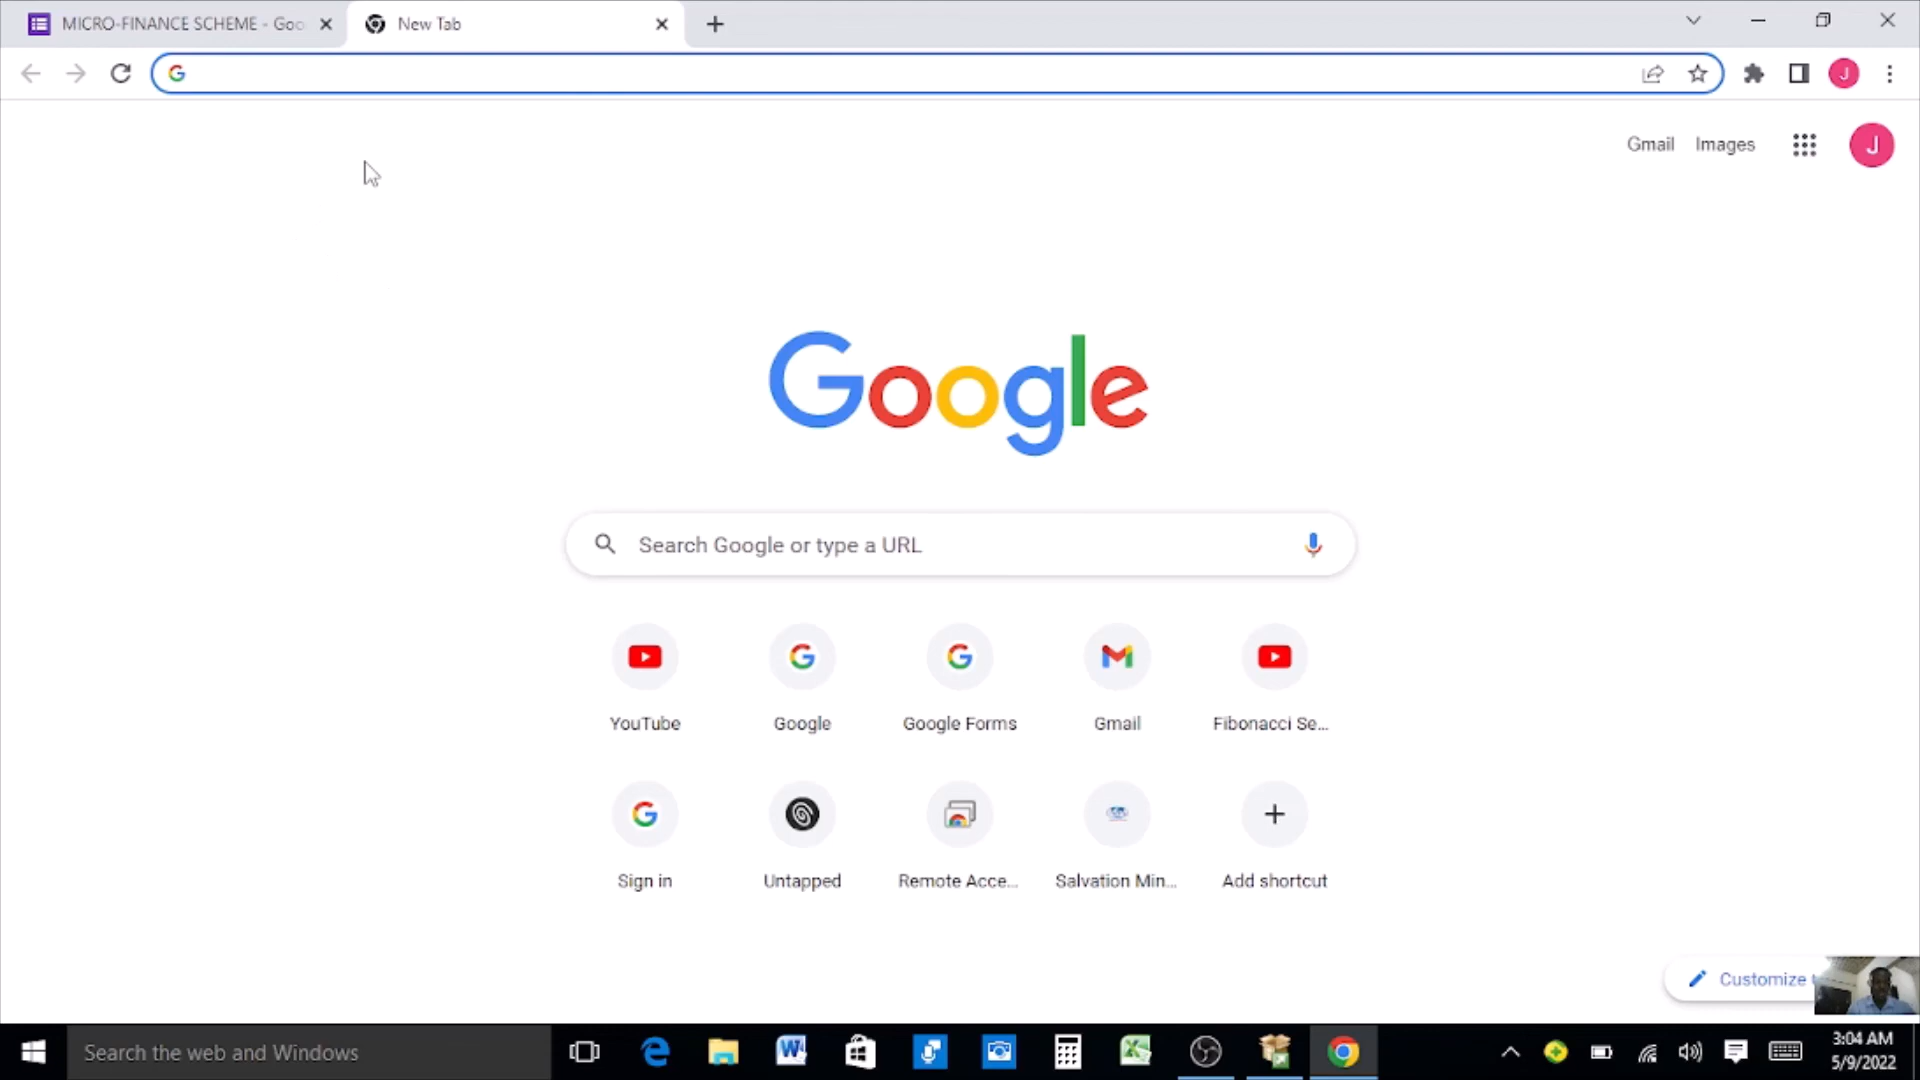 MICRO-FINANCE SCHEME - Goo
New Tab
Gmail Images
J
J
Google
Search Google or type a URL
YouTube Google Google Forms Gmail Fibonacci Se...
Sign in Untapped Remote Acce... Salvation Min... Add shortcut
Customize
Search the web and Windows
3:04 AM
5/9/2022